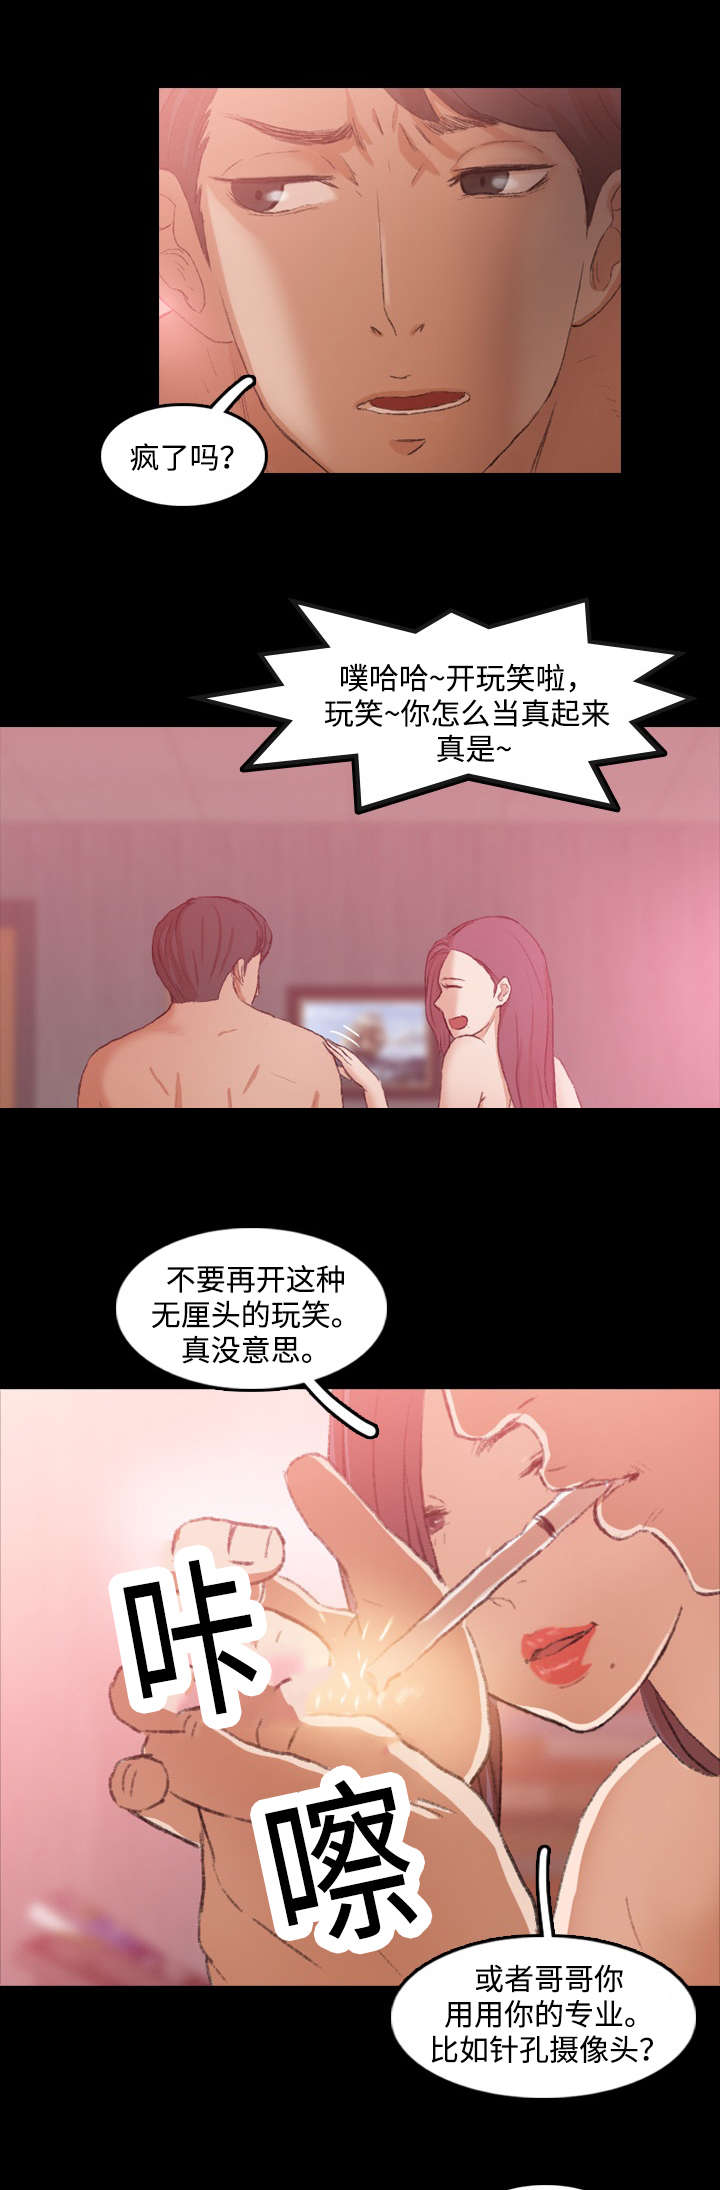 疯了吗？
噗哈哈~开玩笑啦，
玩笑~你怎么当真起来
真是~
不要再开这种
无厘头的玩笑。
真没意思。
咔
嚓
或者哥哥你
用用你的专业。
比如针孔摄像头？